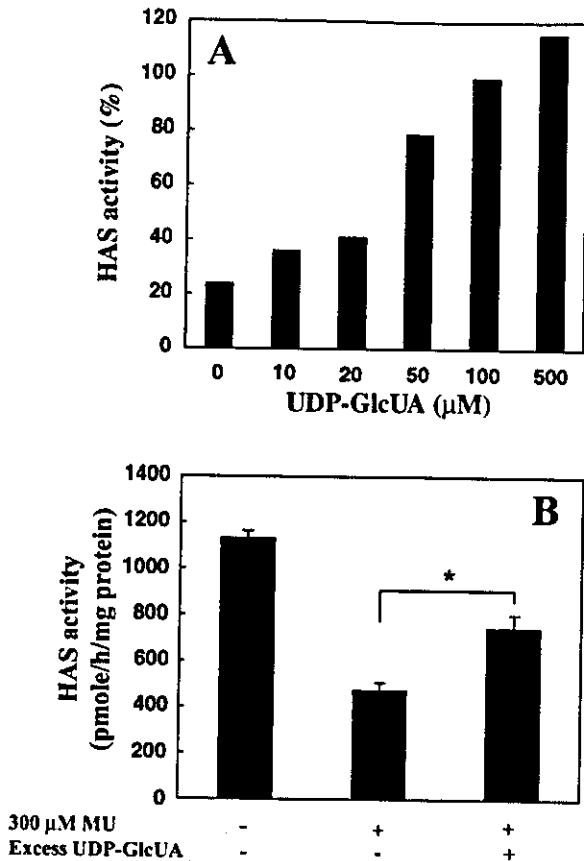 A
HAS activity (%)
120
100
80
60
40
20
0
0 10 20 50 100 500
UDP-GlcUA (µM)
B
HAS activity
(pmole/h/mg protein)
1400
1200
1000
800
600
400
200
0
*
300 µM MU - + +
Excess UDP-GlcUA - - +